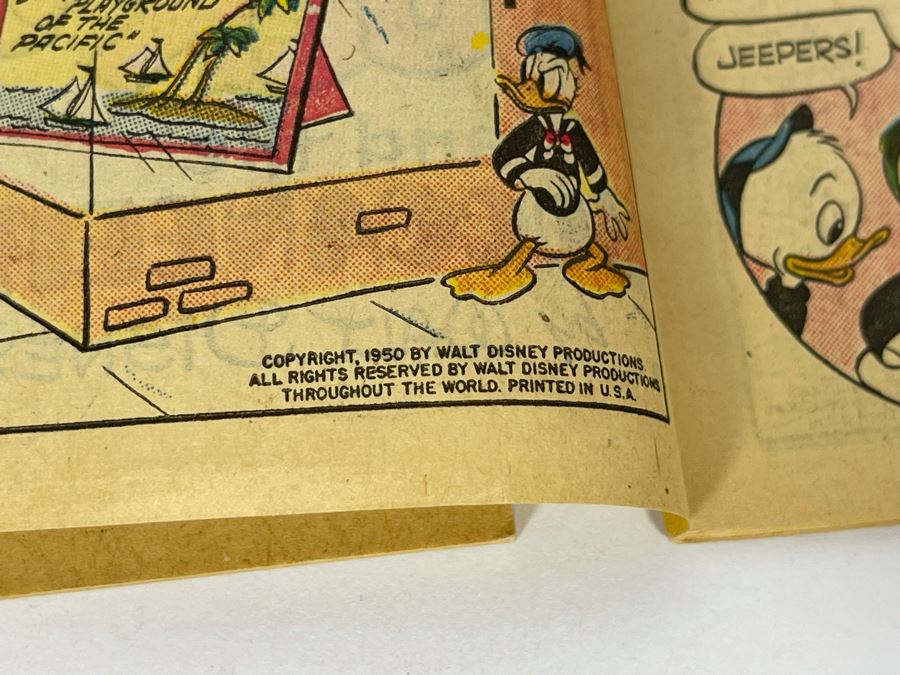 PLAYGROUND
OF THE
PACIFIC"
JEEPERS!
COPYRIGHT, 1950 BY WALT DISNEY PRODUCTIONS.
ALL RIGHTS RESERVED BY WALT DISNEY PRODUCTIONS
THROUGHOUT THE WORLD. PRINTED IN U.S.A.